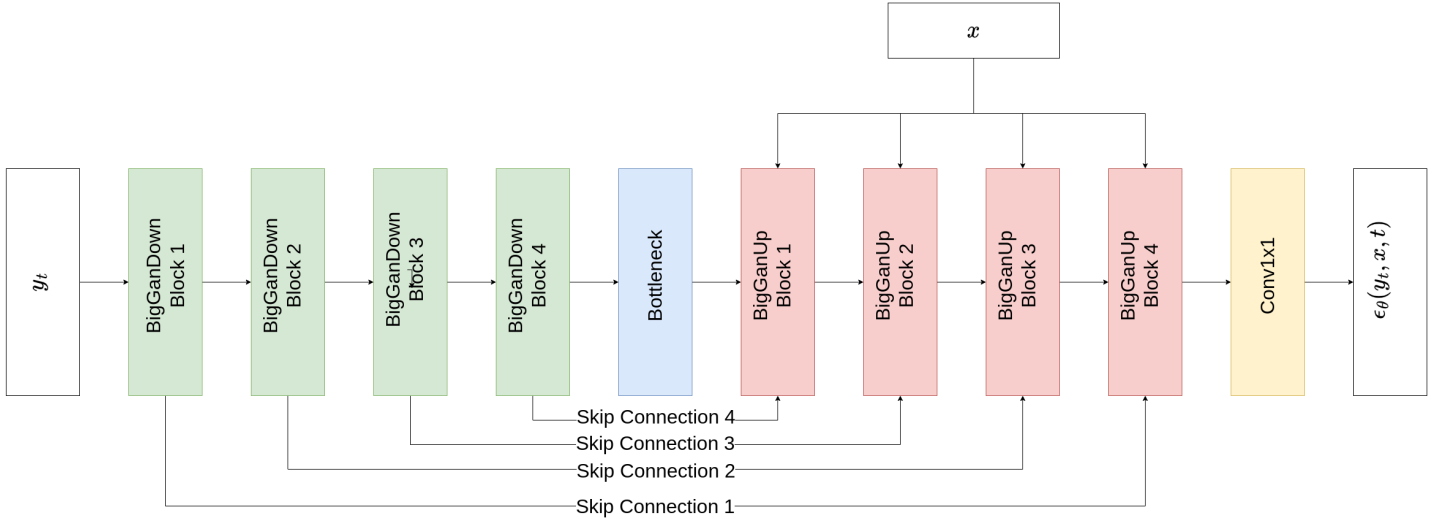 x
y_t
BigGanDown
Block 1
BigGanDown
Block 2
BigGanDown
Block 3
BigGanDown
Block 4
Bottleneck
BigGanUp
Block 1
BigGanUp
Block 2
BigGanUp
Block 3
BigGanUp
Block 4
Conv1x1
ϵ_θ(y_t, x, t)
Skip Connection 4
Skip Connection 3
Skip Connection 2
Skip Connection 1